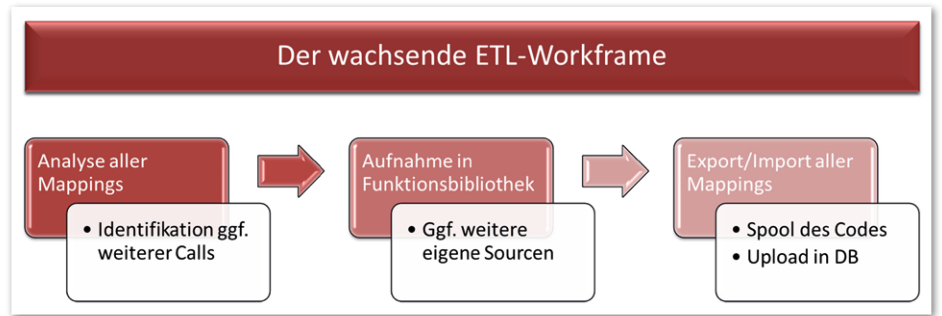 Der wachsende ETL-Workframe
Analyse aller
Mappings
• Identifikation ggf.
weiterer Calls
Aufnahme in
Funktionsbibliothek
• Ggf. weitere
eigene Sourcen
Export/Import aller
Mappings
• Spool des Codes
• Upload in DB